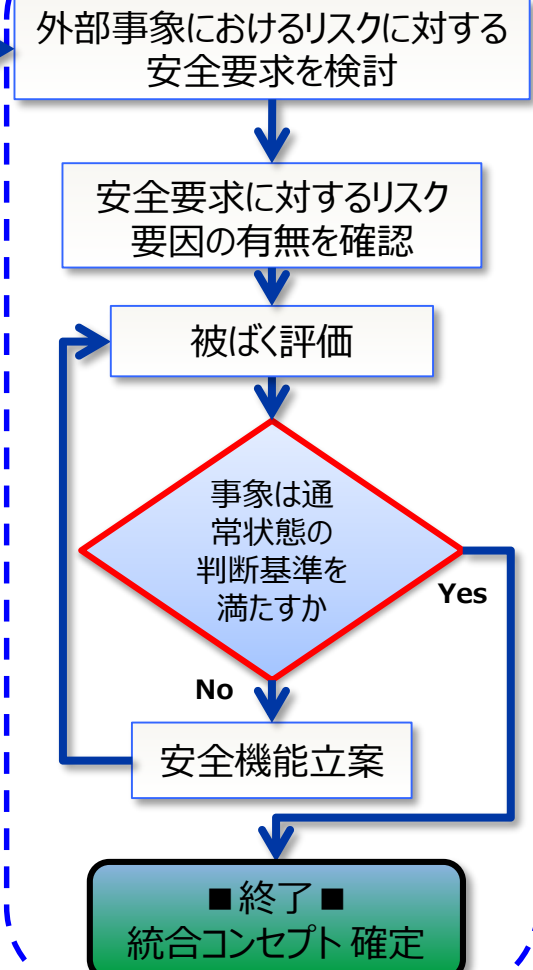 外部事象におけるリスクに対する
安全要求を検討
安全要求に対するリスク
要因の有無を確認
被ばく評価
事象は通
常状態の
判断基準を
満たすか
Yes
No
安全機能立案
■終了■
統合コンセプト 確定